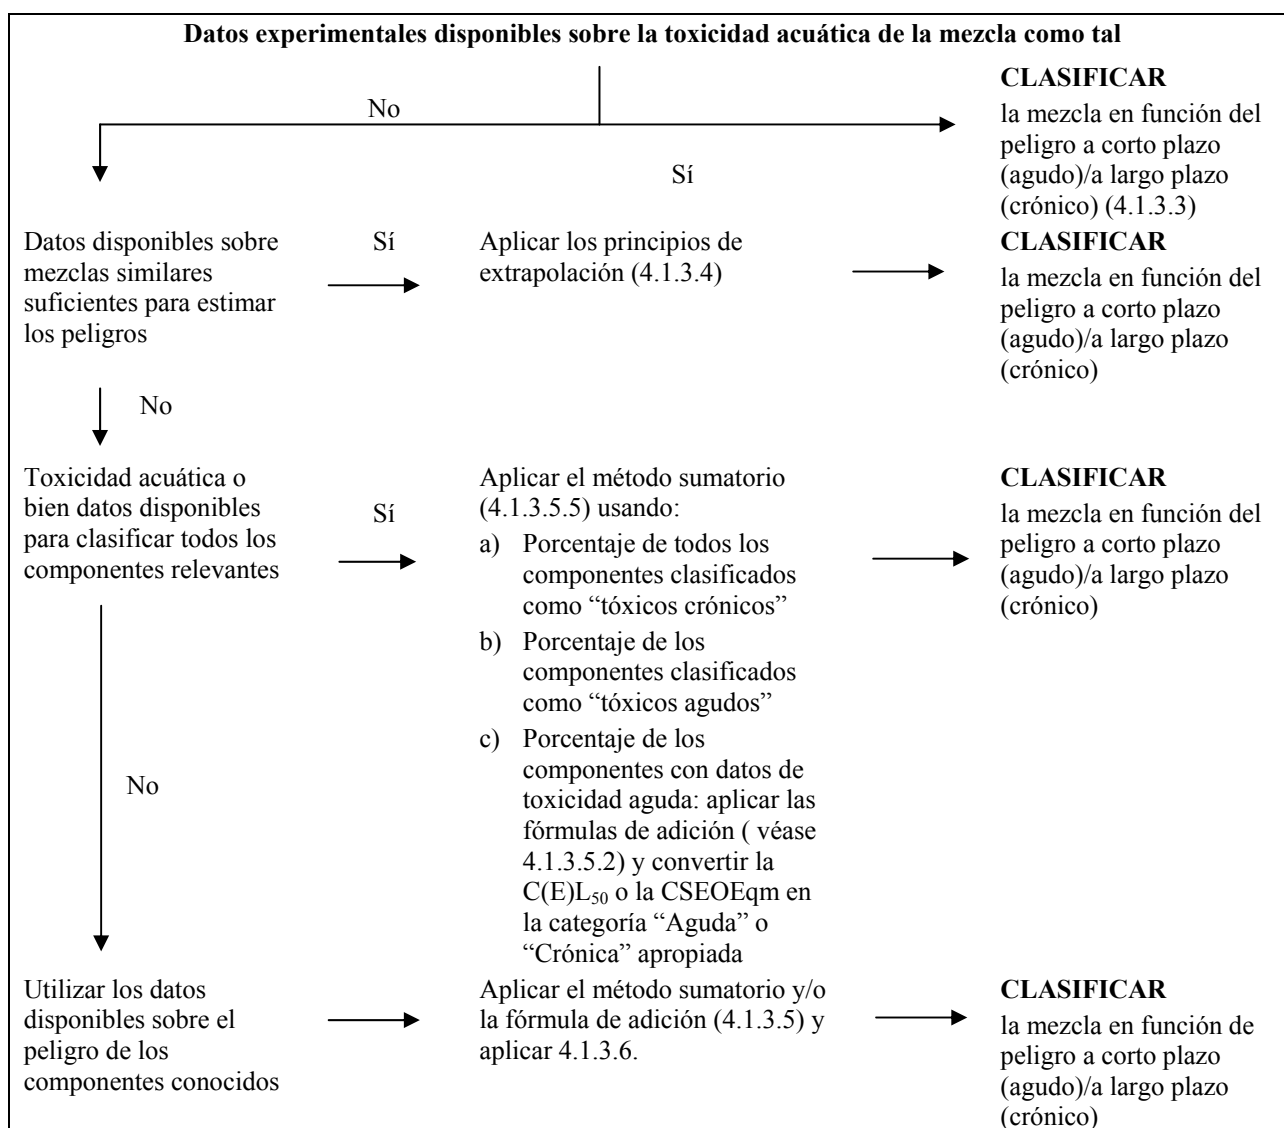 Datos experimentales disponibles sobre la toxicidad acuática de la mezcla como tal
No
Sí
CLASIFICAR
la mezcla en función del
peligro a corto plazo
(agudo)/a largo plazo
(crónico) (4.1.3.3)
Datos disponibles sobre
mezclas similares
suficientes para estimar
los peligros
Sí
Aplicar los principios de
extrapolación (4.1.3.4)
CLASIFICAR
la mezcla en función del
peligro a corto plazo
(agudo)/a largo plazo
(crónico)
No
Toxicidad acuática o
bien datos disponibles
para clasificar todos los
componentes relevantes
Sí
Aplicar el método sumatorio
(4.1.3.5.5) usando:
a) Porcentaje de todos los
componentes clasificados
como “tóxicos crónicos”
b) Porcentaje de los
componentes clasificados
como “tóxicos agudos”
c) Porcentaje de los
componentes con datos de
toxicidad aguda: aplicar las
fórmulas de adición ( véase
4.1.3.5.2) y convertir la
C(E)L50 o la CSEOEqm en
la categoría “Aguda” o
“Crónica” apropiada
CLASIFICAR
la mezcla en función del
peligro a corto plazo
(agudo)/a largo plazo
(crónico)
No
Utilizar los datos
disponibles sobre el
peligro de los
componentes conocidos
Aplicar el método sumatorio y/o
la fórmula de adición (4.1.3.5) y
aplicar 4.1.3.6.
CLASIFICAR
la mezcla en función de
peligro a corto plazo
(agudo)/a largo plazo
(crónico)